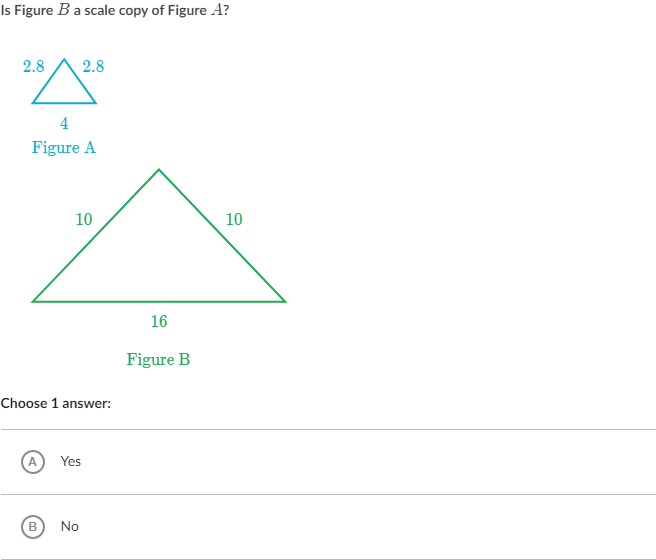 Is Figure B a scale copy of Figure A?
2.8 2.8
4
Figure A
10 10
16
Figure B
Choose 1 answer:
A Yes
B No